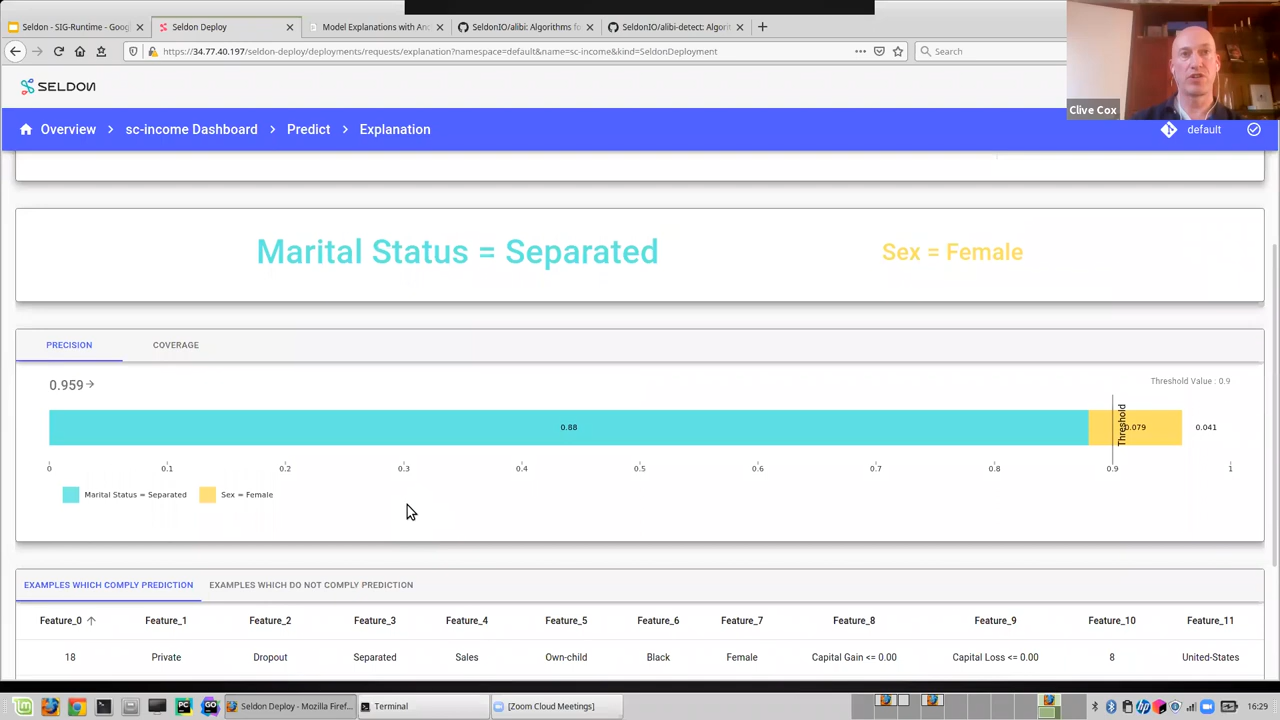 Seldon - SIG-Runtime - Goog
Seldon Deploy
Model Explanations with Anc
SeldonIO/alibi: Algorithms fo
SeldonIO/alibi-detect: Algorit
https://34.77.40.197/seldon-deploy/deployments/requests/explanation?namespace=default&name=sc-income&kind=SeldonDeployment
Search
SELDON
Clive Cox
Overview > sc-income Dashboard > Predict > Explanation
default
Marital Status = Separated
Sex = Female
PRECISION
COVERAGE
0.959
Threshold Value : 0.9
Threshold
0.88
0.079
0.041
0 0.1 0.2 0.3 0.4 0.5 0.6 0.7 0.8 0.9 1
Marital Status = Separated
Sex = Female
EXAMPLES WHICH COMPLY PREDICTION
EXAMPLES WHICH DO NOT COMPLY PREDICTION
Feature_0 Feature_1 Feature_2 Feature_3 Feature_4 Feature_5 Feature_6 Feature_7 Feature_8 Feature_9 Feature_10 Feature_11
18 Private Dropout Separated Sales Own-child Black Female Capital Gain <= 0.00 Capital Loss <= 0.00 8 United-States
Seldon Deploy - Mozilla Firef...
Terminal
[Zoom Cloud Meetings]
16:29